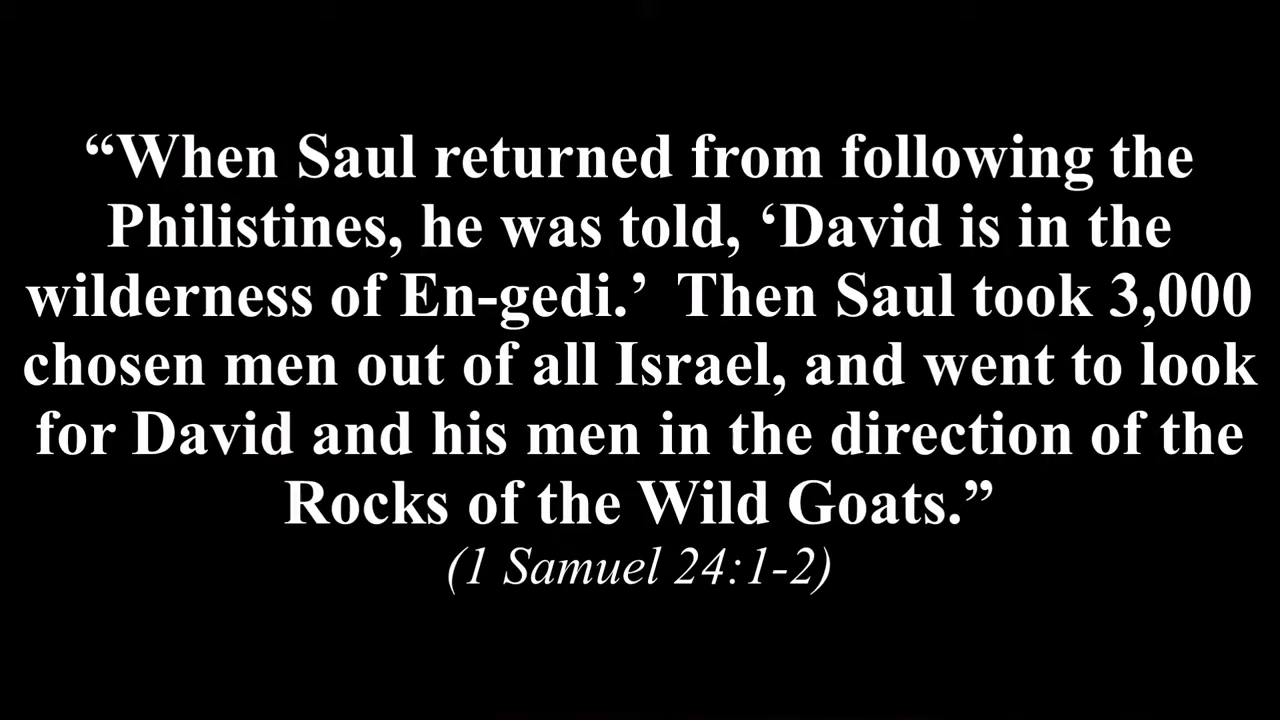 “When Saul returned from following the
Philistines, he was told, ‘David is in the
wilderness of En-gedi.’  Then Saul took 3,000
chosen men out of all Israel, and went to look
for David and his men in the direction of the
Rocks of the Wild Goats.”
(1 Samuel 24:1-2)